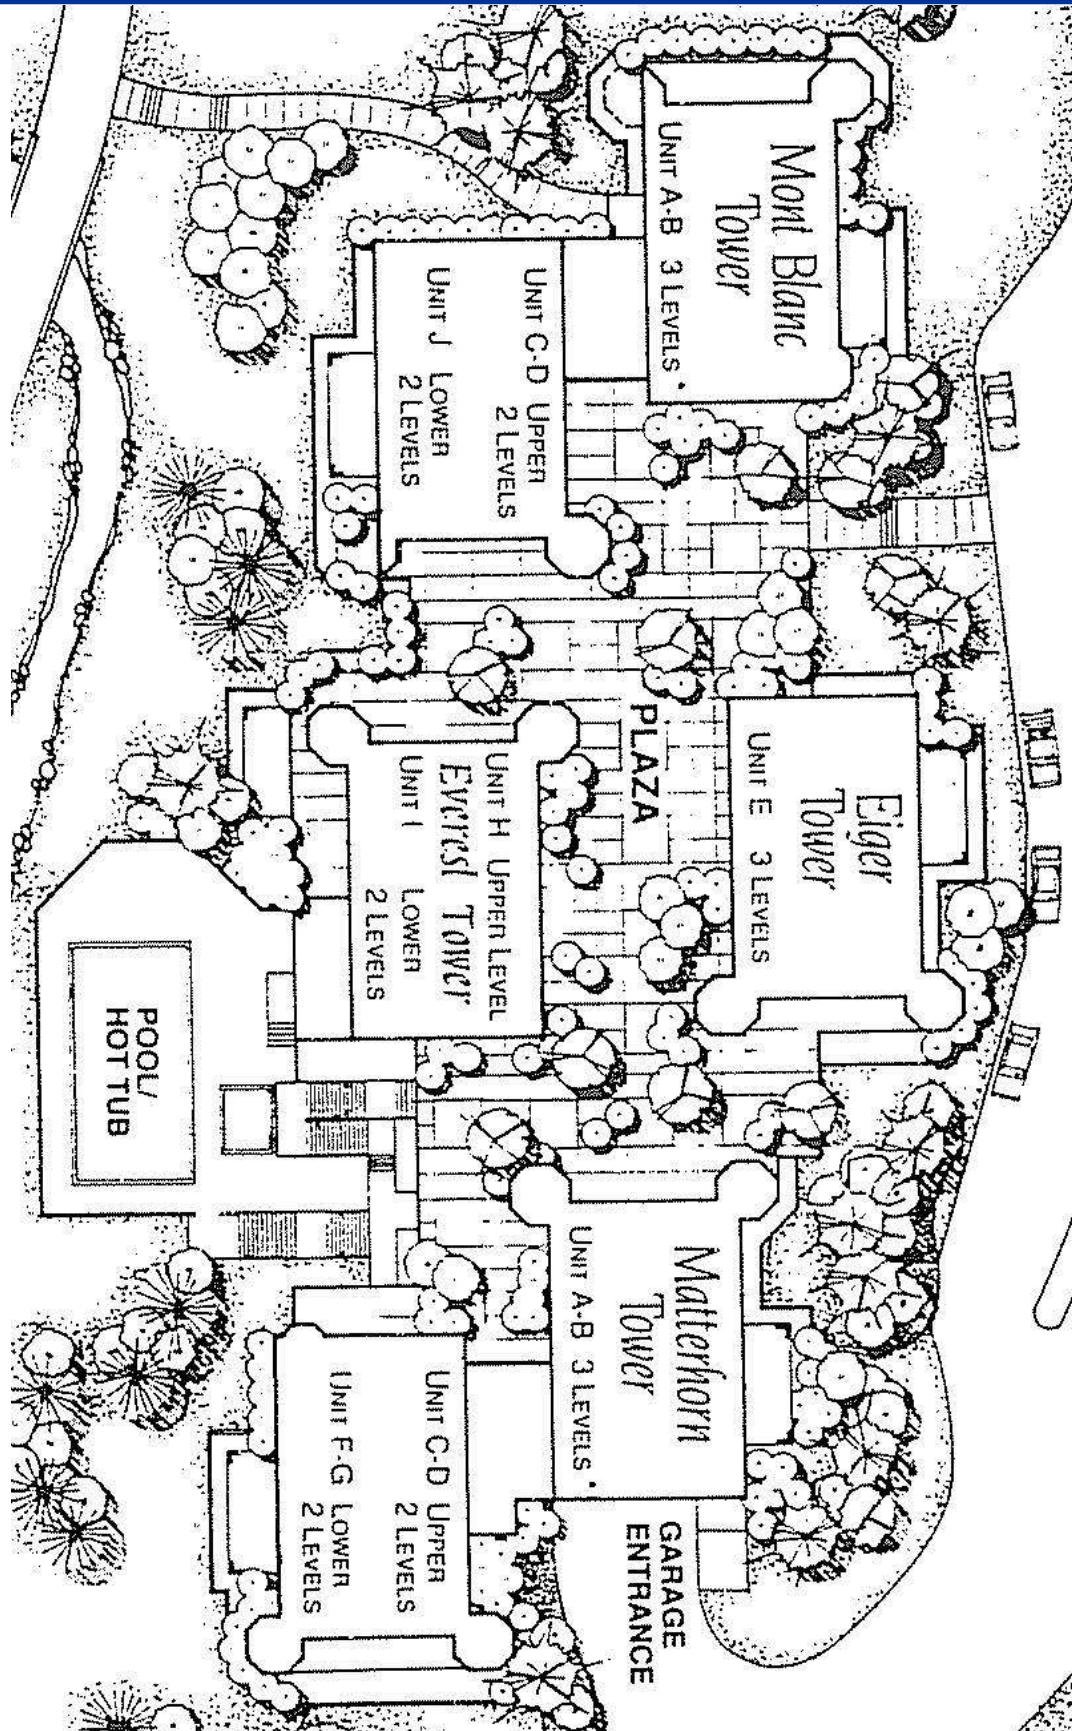 Mont Blanc
Tower
UNIT A-B 3 LEVELS *
UNIT C-D UPPER
2 LEVELS
UNIT J LOWER
2 LEVELS
PLAZA
Eiger
Tower
UNIT E 3 LEVELS
UNIT H UPPER LEVEL
Everest Tower
UNIT I LOWER
2 LEVELS
POOL/
HOT TUB
Matterhorn
Tower
UNIT A-B 3 LEVELS *
UNIT C-D UPPER
2 LEVELS
UNIT F-G LOWER
2 LEVELS
GARAGE
ENTRANCE